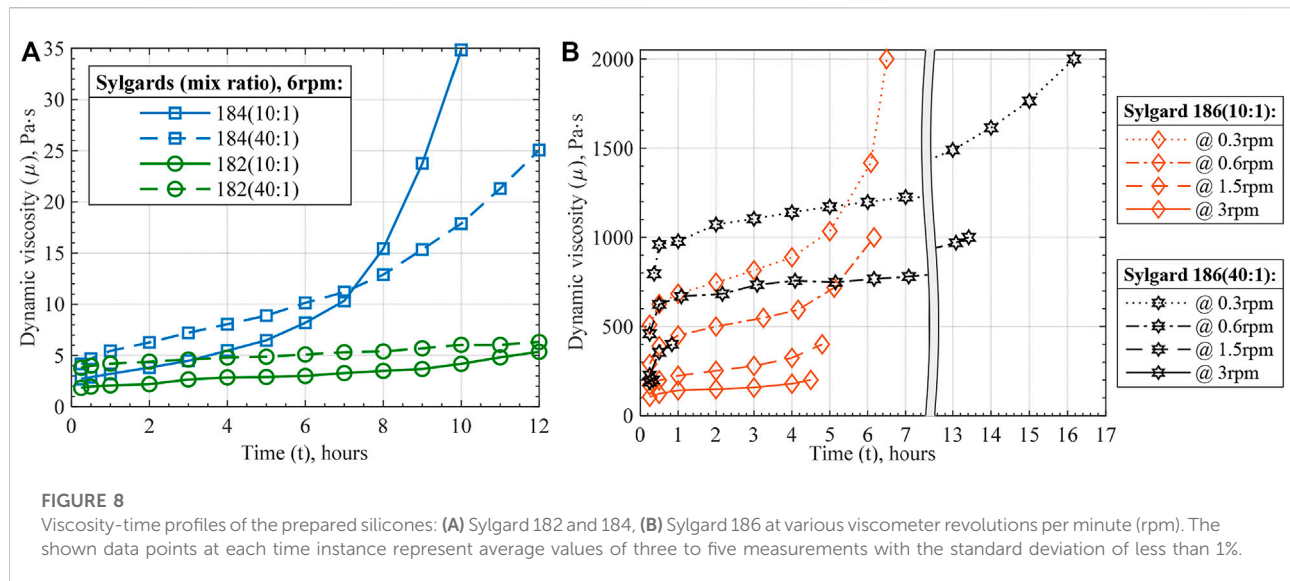 A
Sylgards (mix ratio), 6rpm:
184(10:1)
184(40:1)
182(10:1)
182(40:1)
Dynamic viscosity (μ), Pa·s
35
30
25
20
15
10
5
0
0 2 4 6 8 10 12
Time (t), hours
B
Dynamic viscosity (μ), Pa·s
2000
1500
1000
500
0
0 1 2 3 4 5 6 7 13 14 15 16 17
Time (t), hours
Sylgard 186(10:1):
@ 0.3rpm
@ 0.6rpm
@ 1.5rpm
@ 3rpm
Sylgard 186(40:1):
@ 0.3rpm
@ 0.6rpm
@ 1.5rpm
@ 3rpm
FIGURE 8
Viscosity-time profiles of the prepared silicones: (A) Sylgard 182 and 184, (B) Sylgard 186 at various viscometer revolutions per minute (rpm). The
shown data points at each time instance represent average values of three to five measurements with the standard deviation of less than 1%.